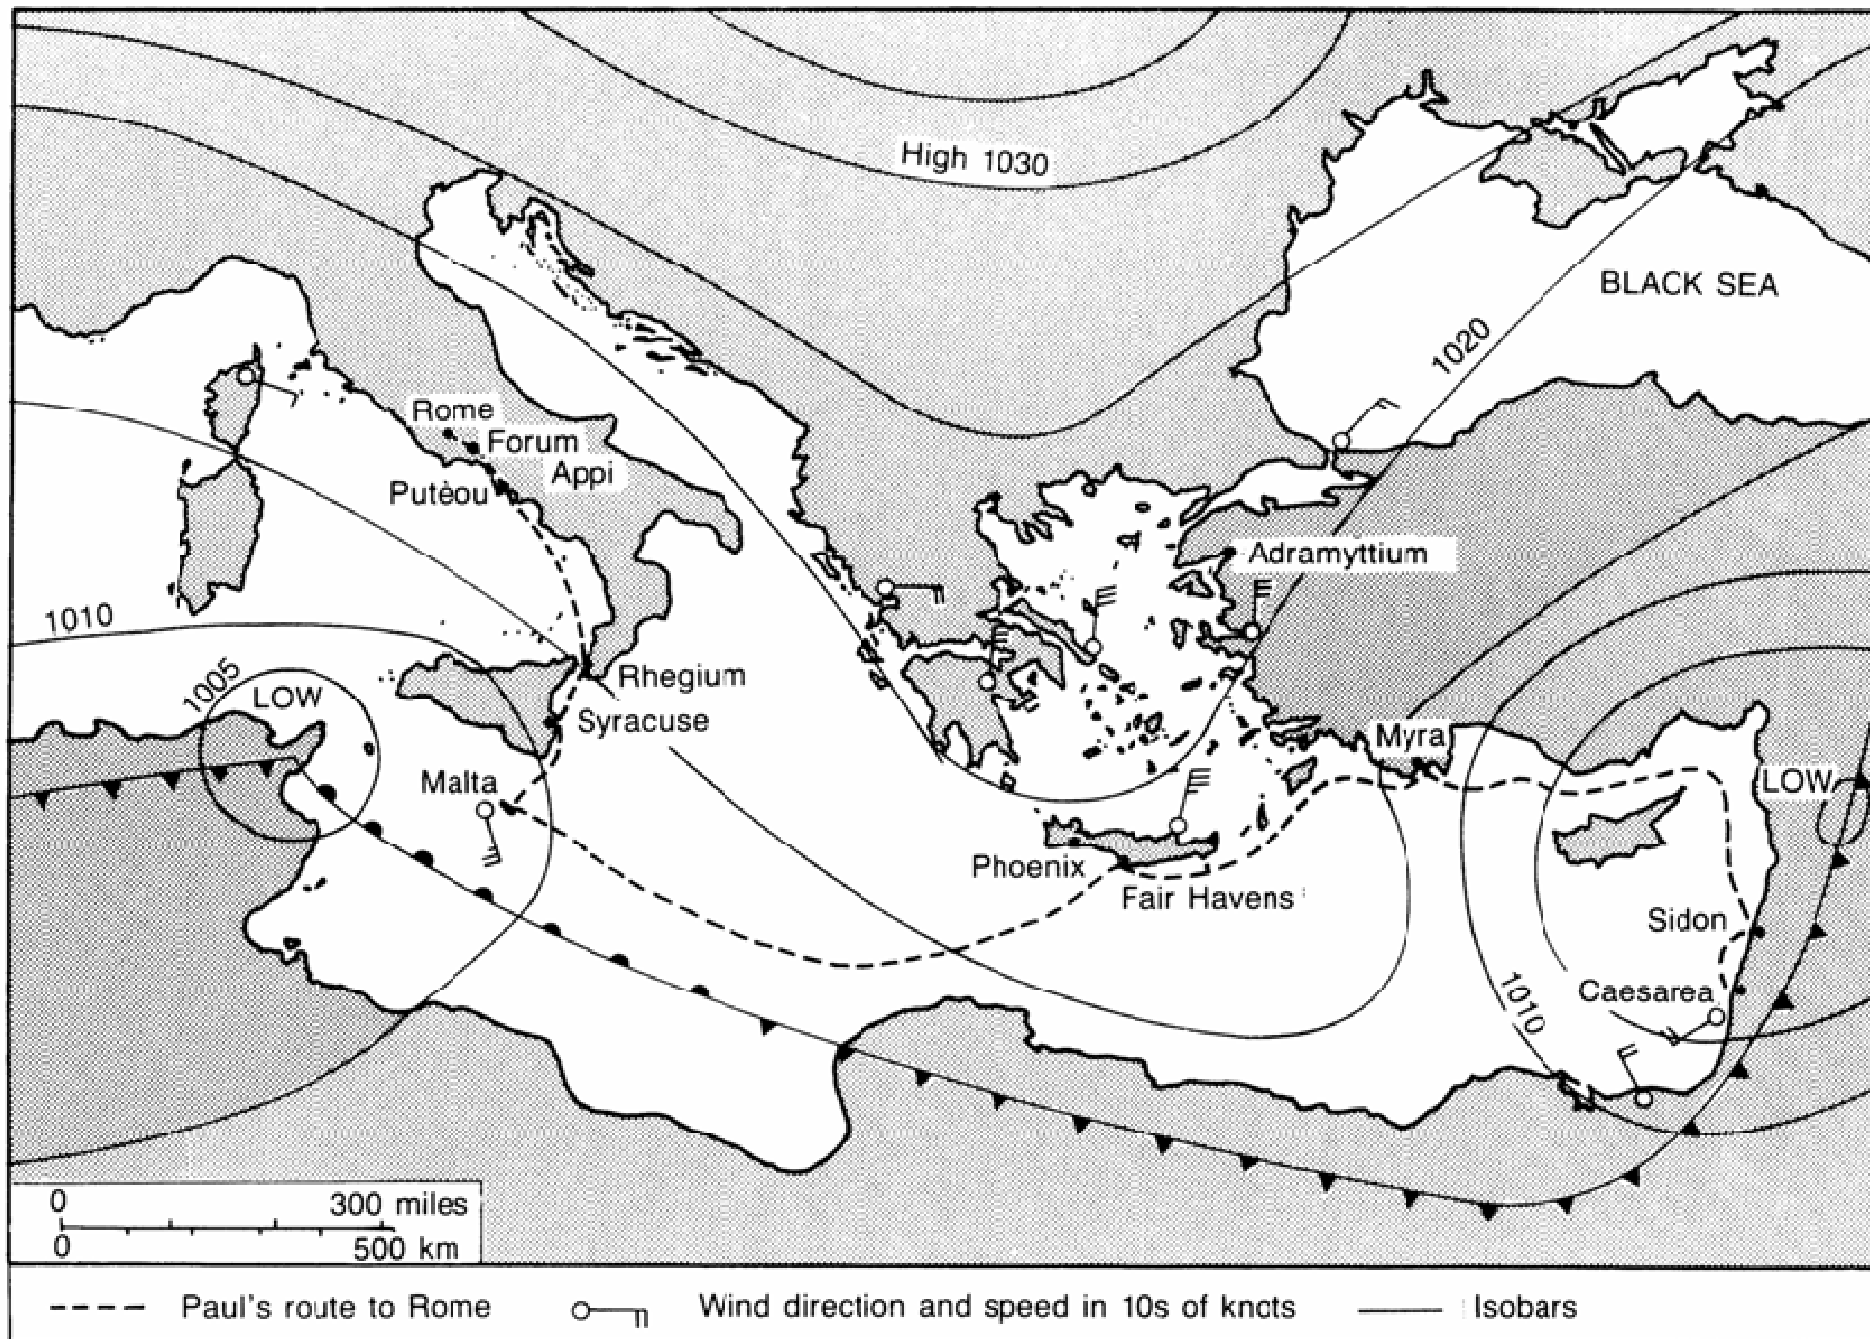 High 1030
BLACK SEA
1020
Rome
Forum
Appi
Putèou
Adramyttium
1010
1005
LOW
Rhegium
Syracuse
Myra
Malta
LOW
Phoenix
Fair Havens
Sidon
Caesarea
1010
0 300 miles
0 500 km
Paul's route to Rome
Wind direction and speed in 10s of knots
Isobars